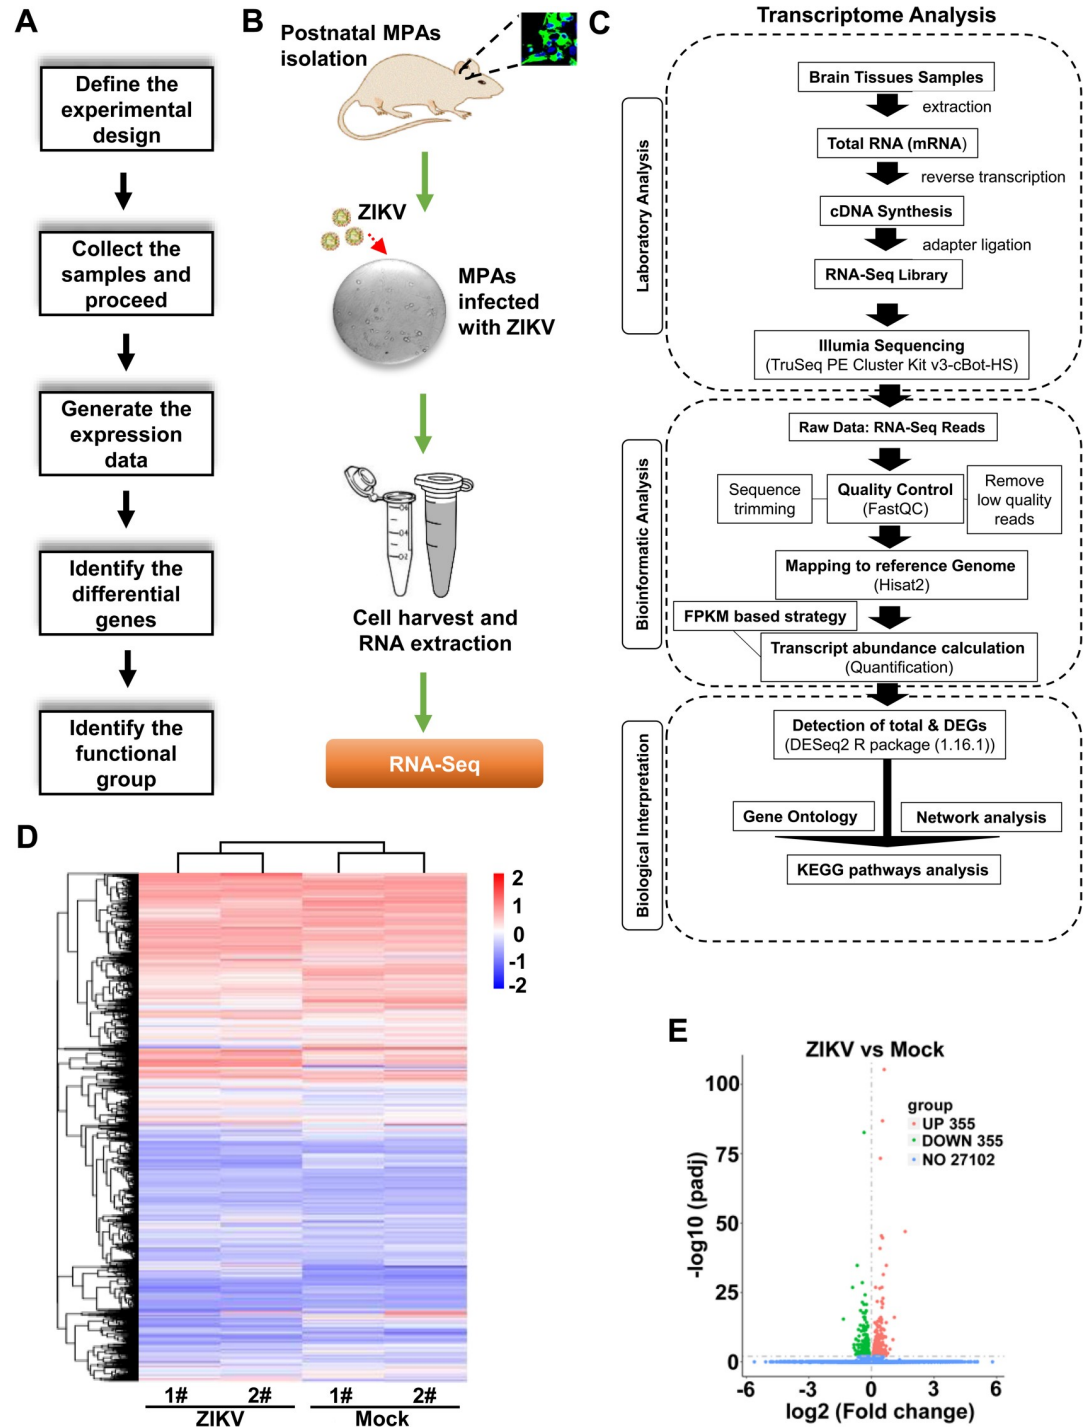 A
Define the
experimental
design
Collect the
samples and
proceed
Generate the
expression
data
Identify the
differential
genes
Identify the
functional
group
B
Postnatal MPAs
isolation
ZIKV
MPAs
infected
with ZIKV
Cell harvest and
RNA extraction
RNA-Seq
C
Transcriptome Analysis
Laboratory Analysis
Brain Tissues Samples
extraction
Total RNA (mRNA)
reverse transcription
cDNA Synthesis
adapter ligation
RNA-Seq Library
Illumia Sequencing
(TruSeq PE Cluster Kit v3-cBot-HS)
Bioinformatic Analysis
Raw Data: RNA-Seq Reads
Sequence
trimming
Quality Control
(FastQC)
Remove
low quality
reads
Mapping to reference Genome
(Hisat2)
FPKM based strategy
Transcript abundance calculation
(Quantification)
Biological Interpretation
Detection of total & DEGs
(DESeq2 R package (1.16.1))
Gene Ontology
Network analysis
KEGG pathways analysis
D
2
1
0
-1
-2
1# 2# 1# 2#
ZIKV Mock
E
ZIKV vs Mock
group
UP 355
DOWN 355
NO 27102
-log10 (padj)
100
75
50
25
0
-6 -3 0 3 6
log2 (Fold change)